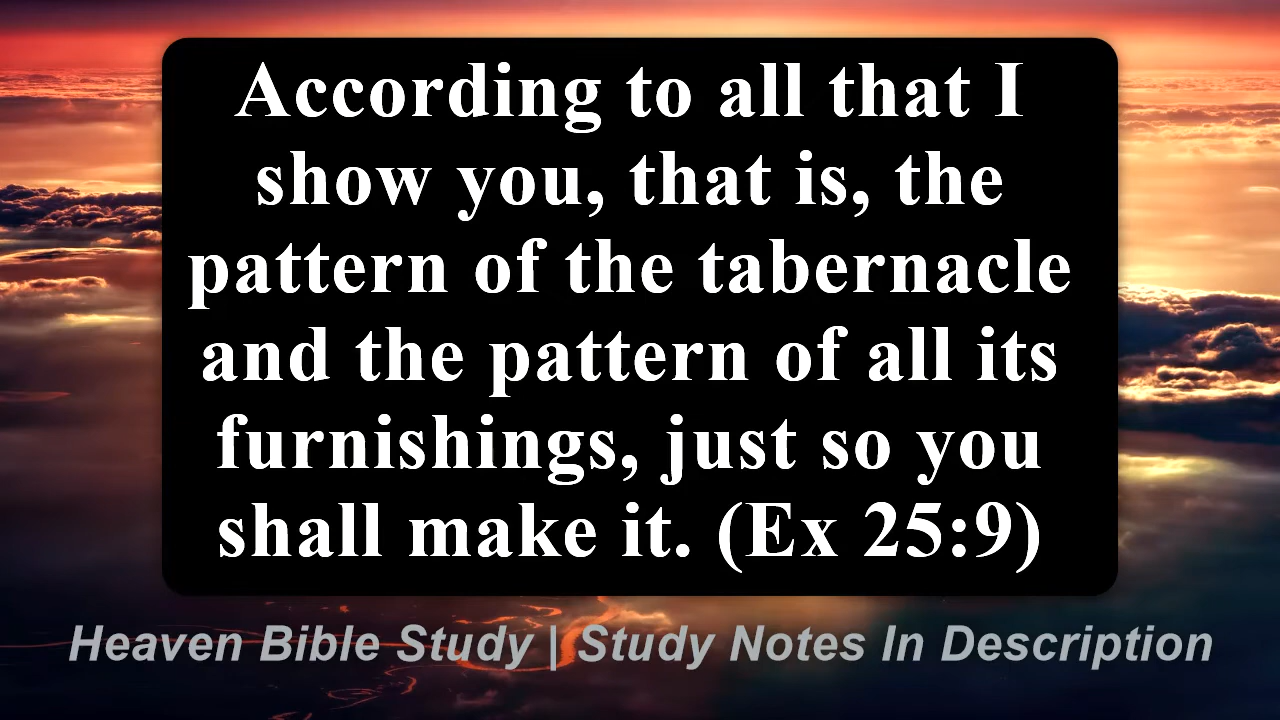 According to all that I
show you, that is, the
pattern of the tabernacle
and the pattern of all its
furnishings, just so you
shall make it. (Ex 25:9)
Heaven Bible Study | Study Notes In Description